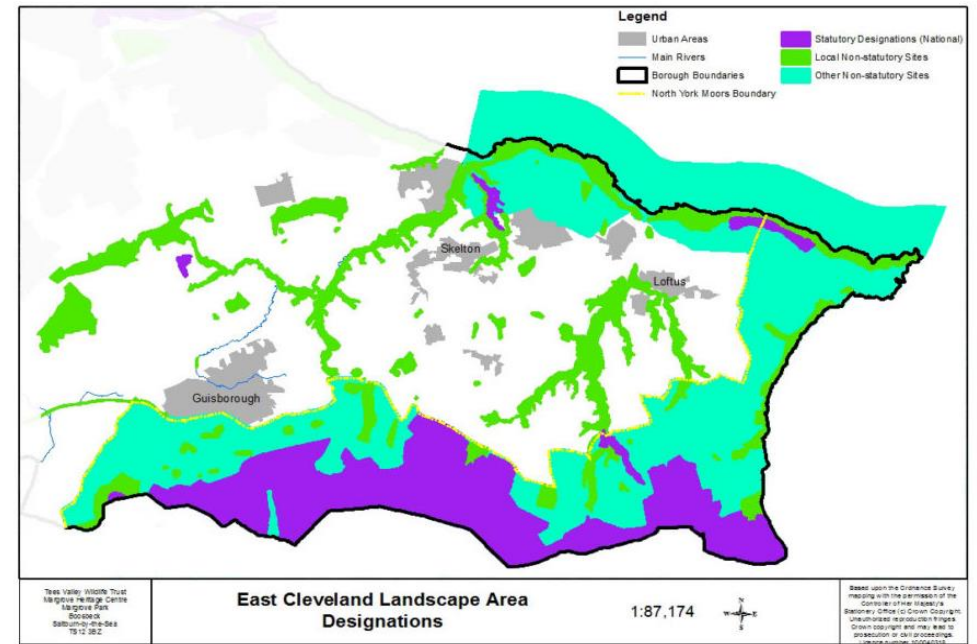 Legend
Urban Areas
Main Rivers
Borough Boundaries
North York Moors Boundary
Statutory Designations (National)
Local Non-statutory Sites
Other Non-statutory Sites
Skelton
Loftus
Guisborough
Tees Valley Wildlife Trust
Margrove Heritage Centre
Margrove Park
Boosbeck
Saltburn-by-the-Sea
TS12 3BZ
East Cleveland Landscape Area
Designations
1:87,174
N
W E
S
Based upon the Ordnance Survey
mapping with the permission of the
Controller of Her Majesty's
Stationery Office (c) Crown Copyright.
Unauthorised reproduction fringes
Crown copyright and may lead to
prosecution or civil proceedings.
Licence number